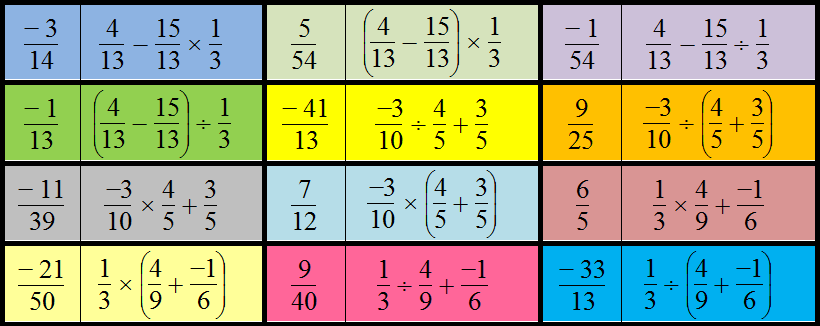 -3/14 | 4/13 − 15/13 × 1/3 | 5/54 | (4/13 − 15/13) × 1/3 | -1/54 | 4/13 − 15/13 ÷ 1/3
-1/13 | (4/13 − 15/13) ÷ 1/3 | -41/13 | -3/10 ÷ 4/5 + 3/5 | 9/25 | -3/10 ÷ (4/5 + 3/5)
-11/39 | -3/10 × 4/5 + 3/5 | 7/12 | -3/10 × (4/5 + 3/5) | 6/5 | 1/3 × 4/9 + -1/6
-21/50 | 1/3 × (4/9 + -1/6) | 9/40 | 1/3 ÷ 4/9 + -1/6 | -33/13 | 1/3 ÷ (4/9 + -1/6)